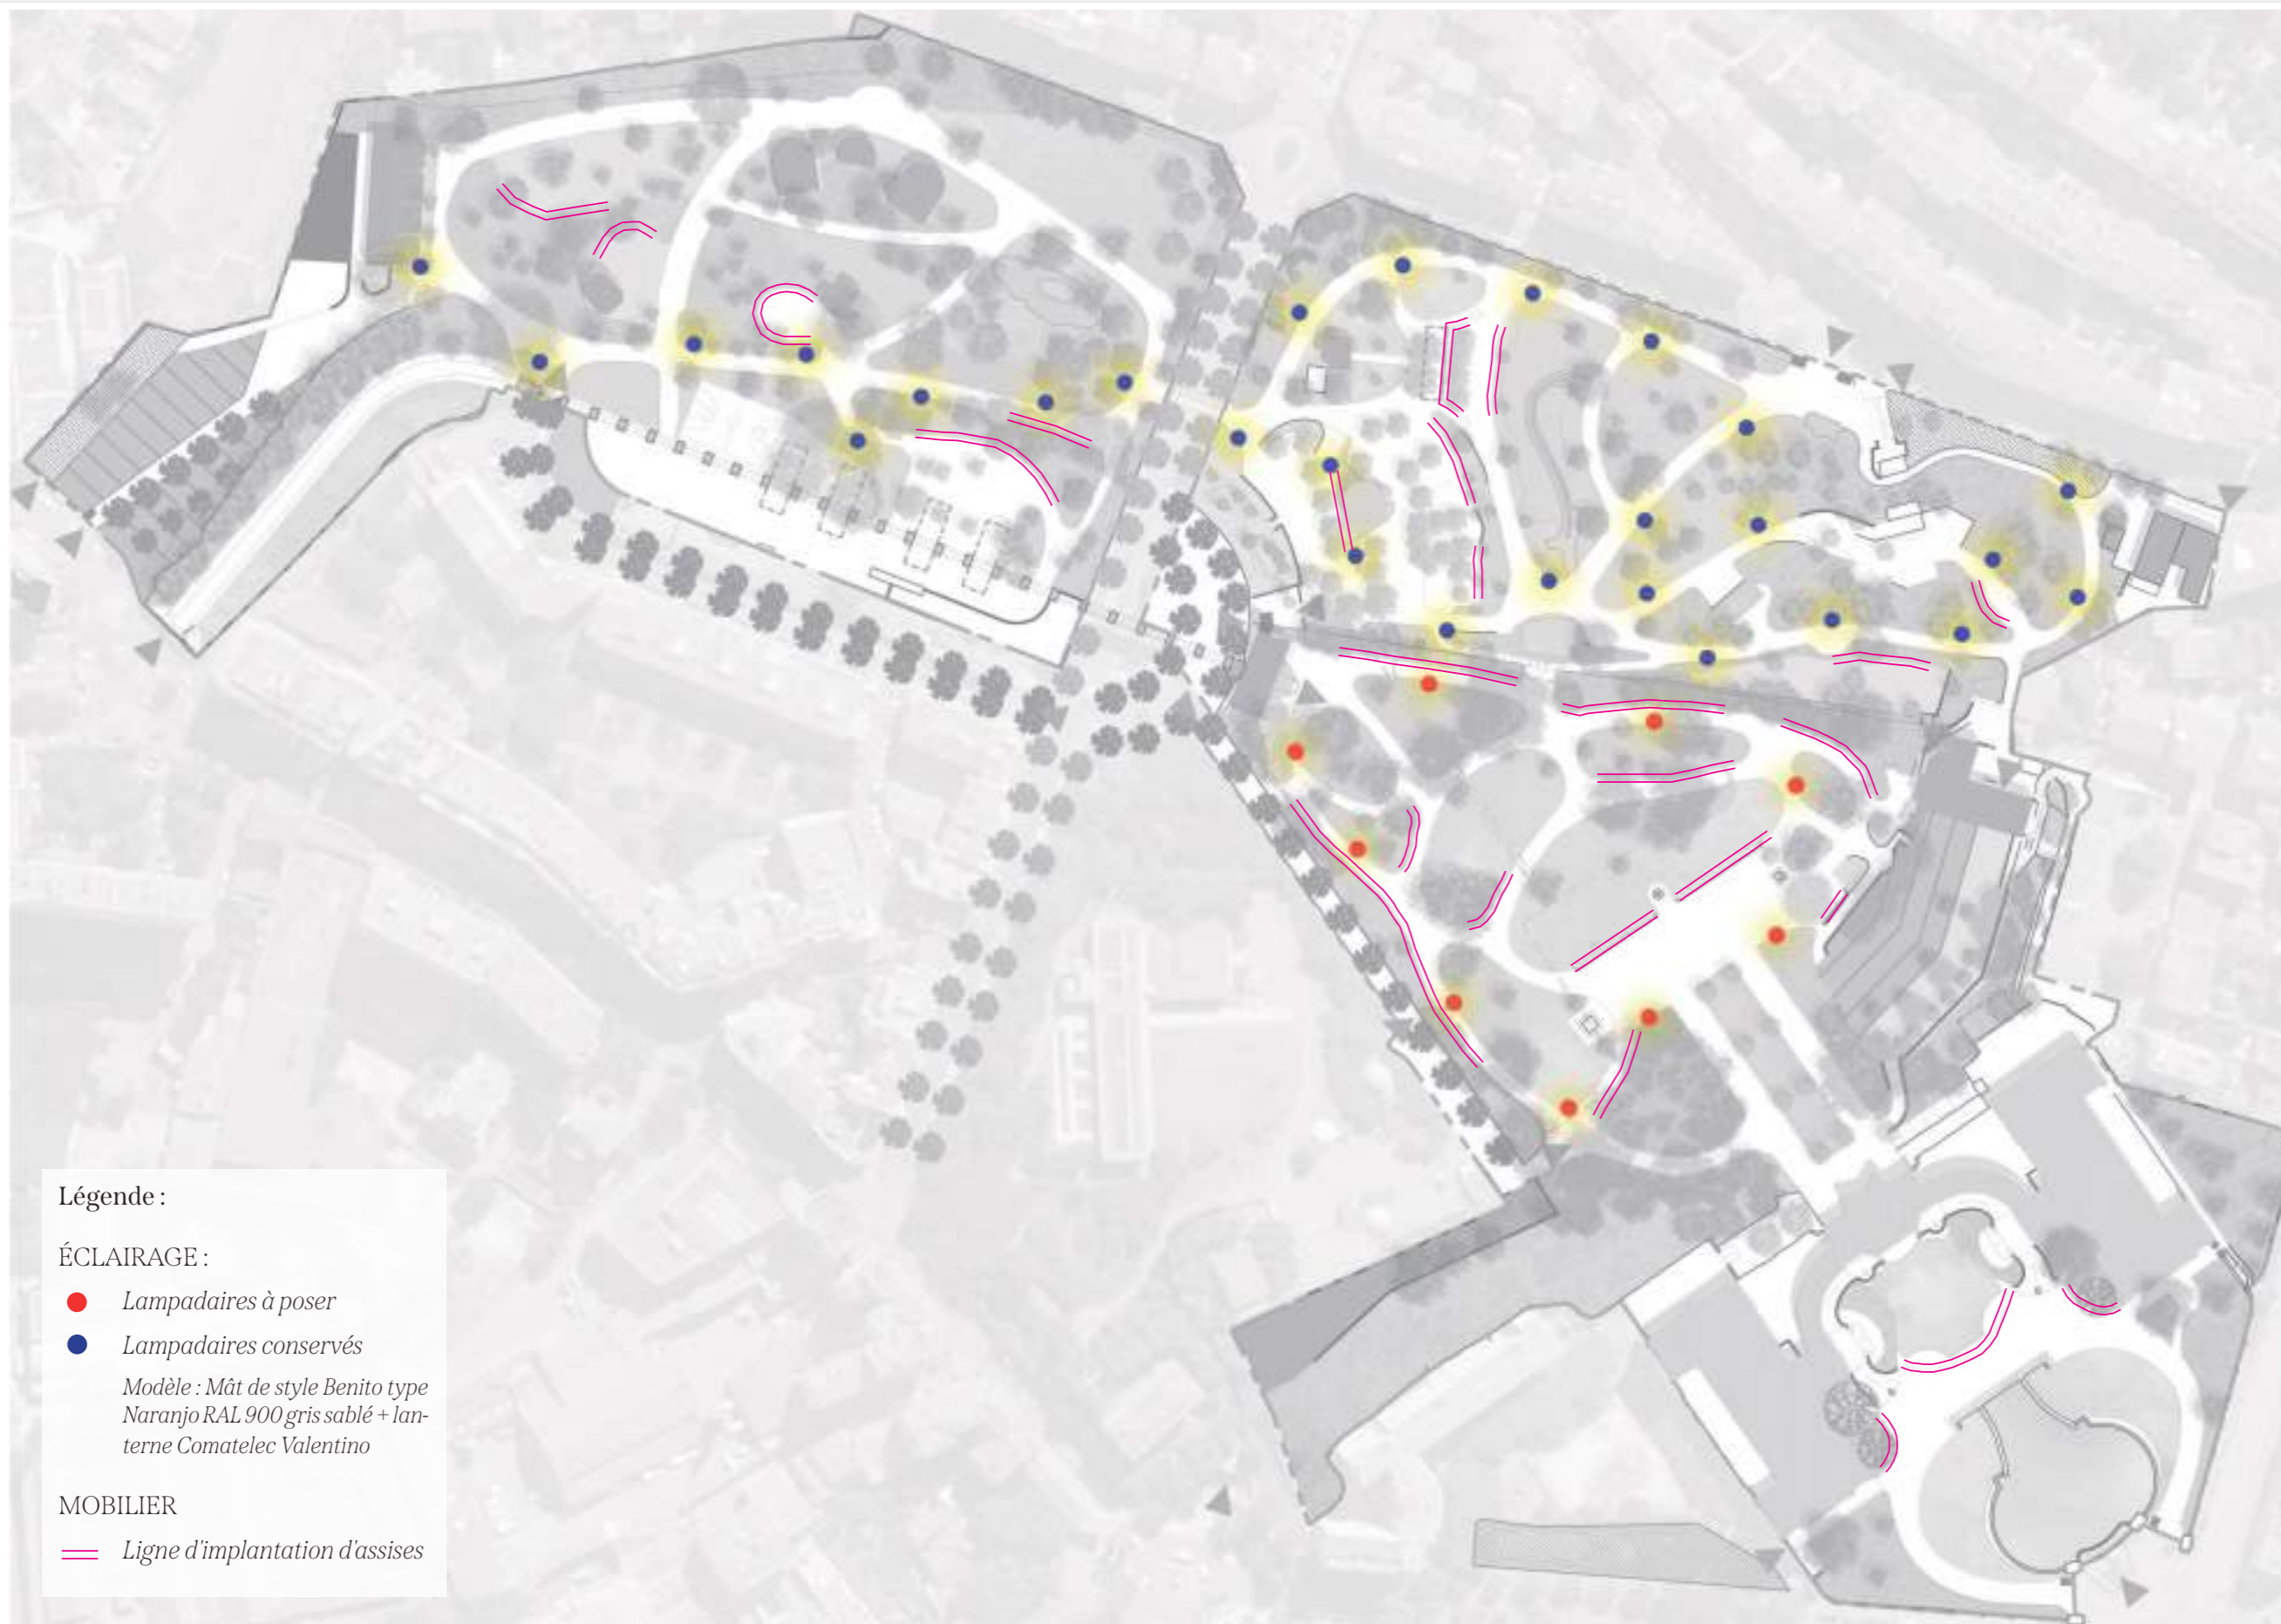 Légende :
ÉCLAIRAGE :
Lampadaires à poser
Lampadaires conservés
Modèle : Mât de style Benito type
Naranjo RAL 900 gris sablé + lan-
terne Comatelec Valentino
MOBILIER
Ligne d'implantation d'assises